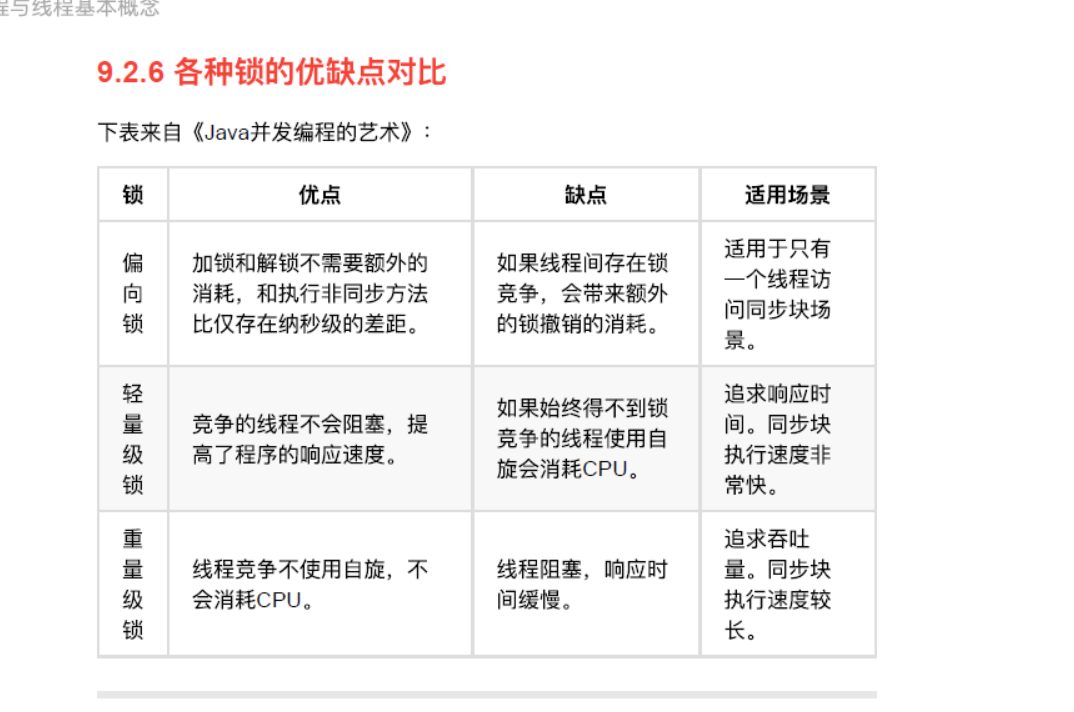 程与线程基本概念
9.2.6 各种锁的优缺点对比
下表来自《Java并发编程的艺术》：
锁 优点 缺点 适用场景
偏
向
锁
加锁和解锁不需要额外的
消耗，和执行非同步方法
比仅存在纳秒级的差距。
如果线程间存在锁
竞争，会带来额外
的锁撤销的消耗。
适用于只有
一个线程访
问同步块场
景。
轻
量
级
锁
竞争的线程不会阻塞，提
高了程序的响应速度。
如果始终得不到锁
竞争的线程使用自
旋会消耗CPU。
追求响应时
间。同步块
执行速度非
常快。
重
量
级
锁
线程竞争不使用自旋，不
会消耗CPU。
线程阻塞，响应时
间缓慢。
追求吞吐
量。同步块
执行速度较
长。